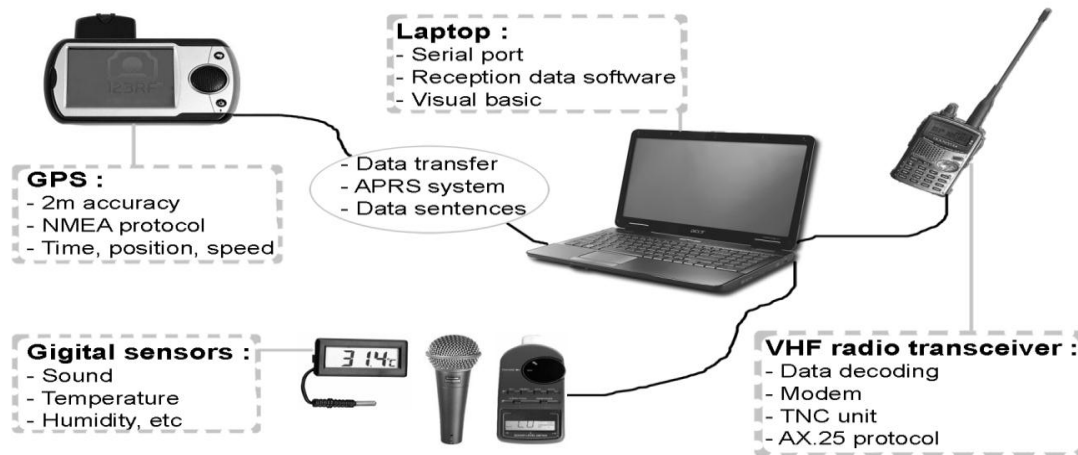 Laptop :
- Serial port
- Reception data software
- Visual basic
123RF
GPS :
- 2m accuracy
- NMEA protocol
- Time, position, speed
- Data transfer
- APRS system
- Data sentences
acer
Gigital sensors :
- Sound
- Temperature
- Humidity, etc
31.4°C
VHF radio transceiver :
- Data decoding
- Modem
- TNC unit
- AX.25 protocol